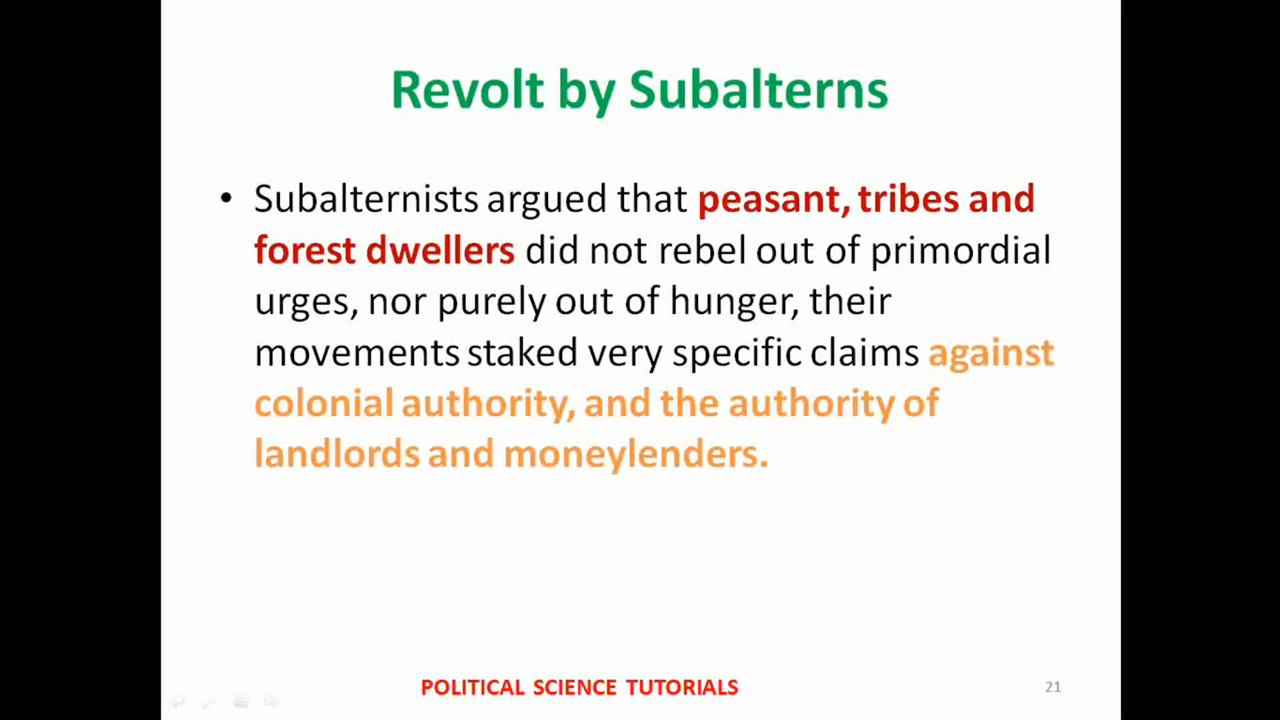 Revolt by Subalterns
• Subalternists argued that peasant, tribes and
forest dwellers did not rebel out of primordial
urges, nor purely out of hunger, their
movements staked very specific claims against
colonial authority, and the authority of
landlords and moneylenders.
POLITICAL SCIENCE TUTORIALS
21